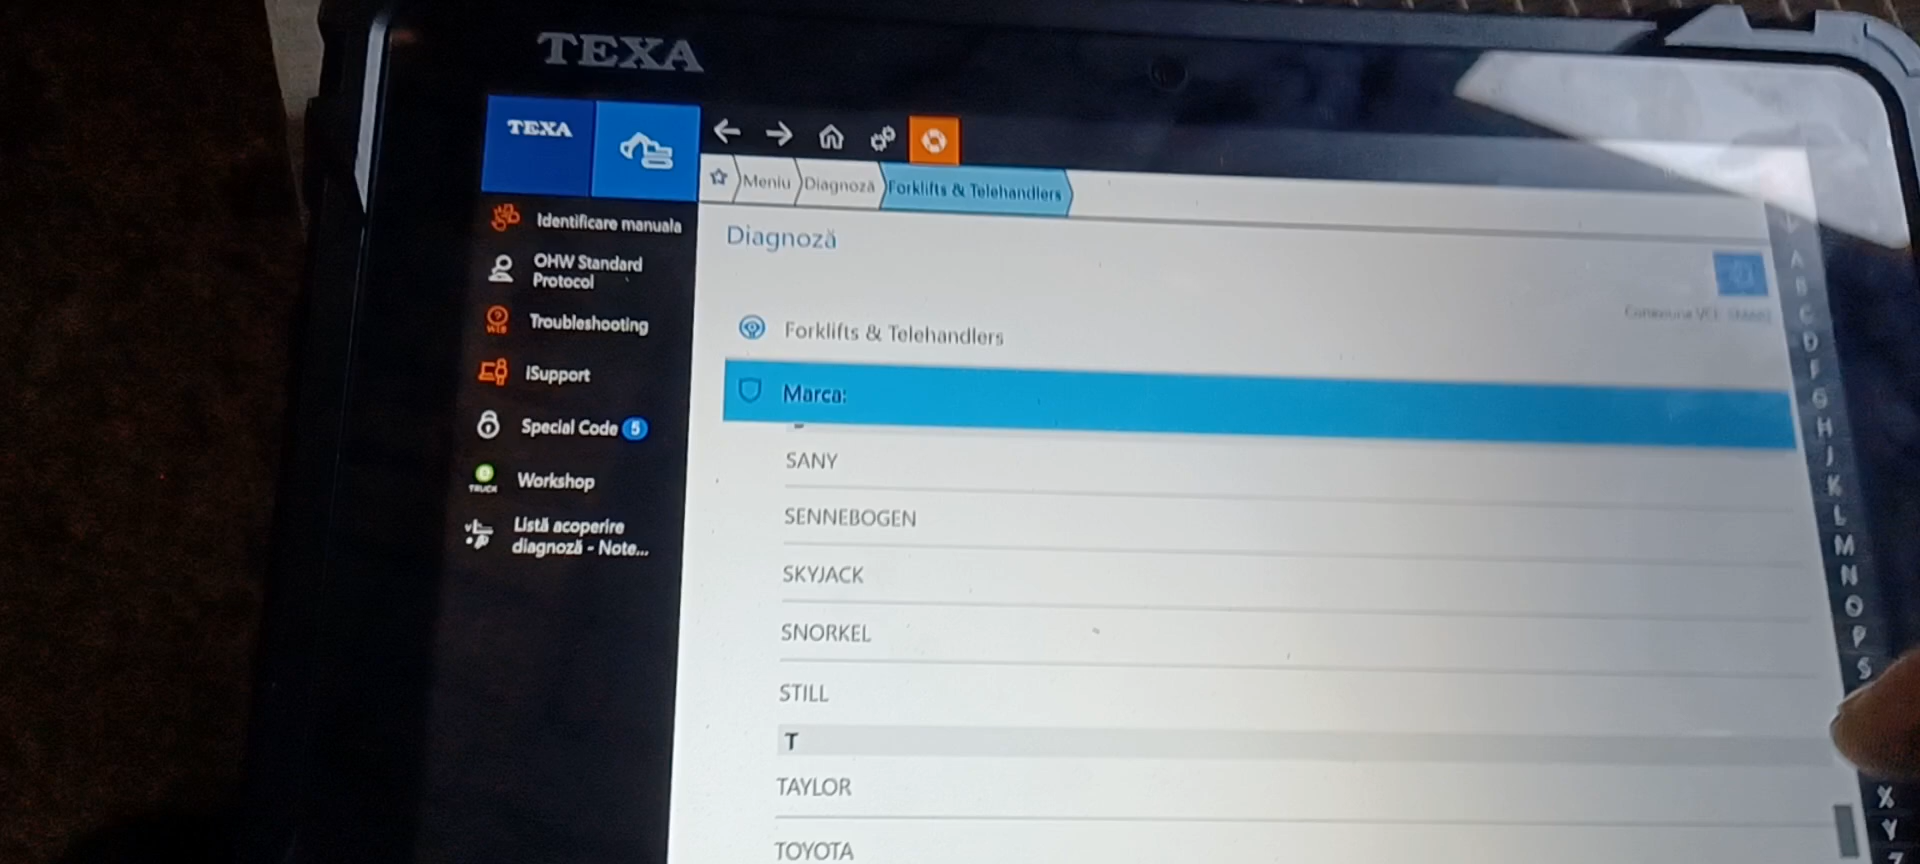 TEXA
TEXA
Meniu
Diagnoză
Forklifts & Telehandlers
Identificare manuala
OHW Standard
Protocol
Troubleshooting
iSupport
Special Code 5
TRUCK
Workshop
Listă acoperire
diagnoză - Note...
Diagnoză
Forklifts & Telehandlers
Marca:
SANY
SENNEBOGEN
SKYJACK
SNORKEL
STILL
T
TAYLOR
TOYOTA
A
B
C
D
F
G
H
J
K
L
M
N
O
P
S
X
Y
Z